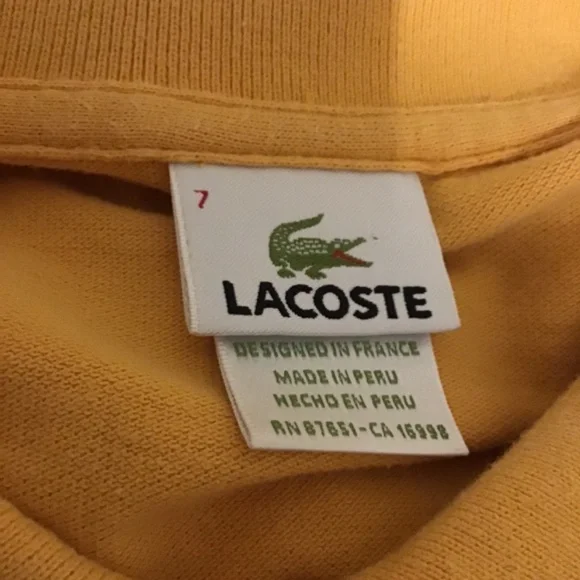 7
LACOSTE
DESIGNED IN FRANCE
MADE IN PERU
HECHO EN PERU
RN 87651-CA 16998